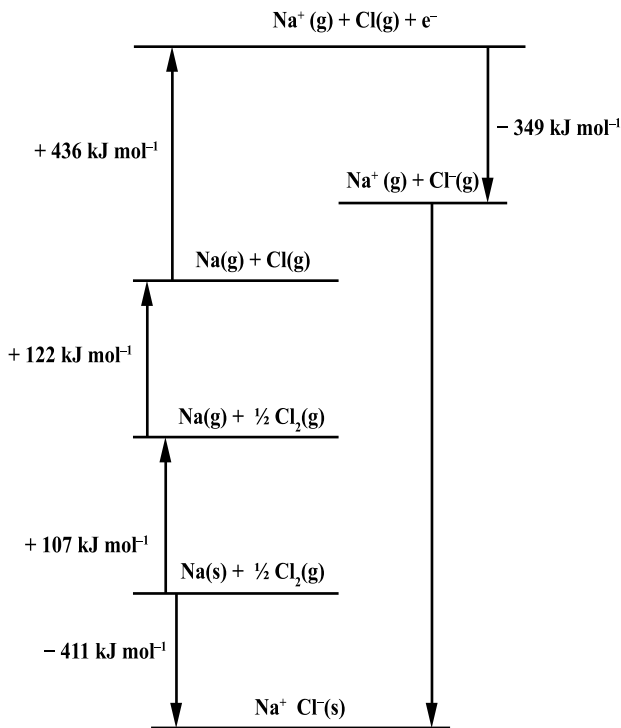 Na⁺ (g) + Cl(g) + e⁻
− 349 kJ mol⁻¹
+ 436 kJ mol⁻¹
Na⁺ (g) + Cl⁻(g)
Na(g) + Cl(g)
+ 122 kJ mol⁻¹
Na(g) + ½ Cl₂(g)
+ 107 kJ mol⁻¹
Na(s) + ½ Cl₂(g)
− 411 kJ mol⁻¹
Na⁺ Cl⁻(s)